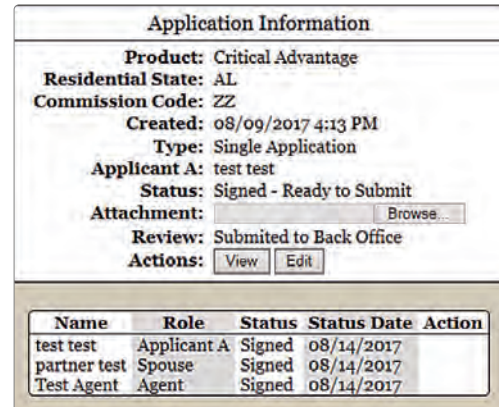 Application Information
Product: Critical Advantage
Residential State: AL
Commission Code: ZZ
Created: 08/09/2017 4:13 PM
Type: Single Application
Applicant A: test test
Status: Signed - Ready to Submit
Attachment: Browse...
Review: Submited to Back Office
Actions: View Edit
Name Role Status Status Date Action
test test Applicant A Signed 08/14/2017
partner test Spouse Signed 08/14/2017
Test Agent Agent Signed 08/14/2017